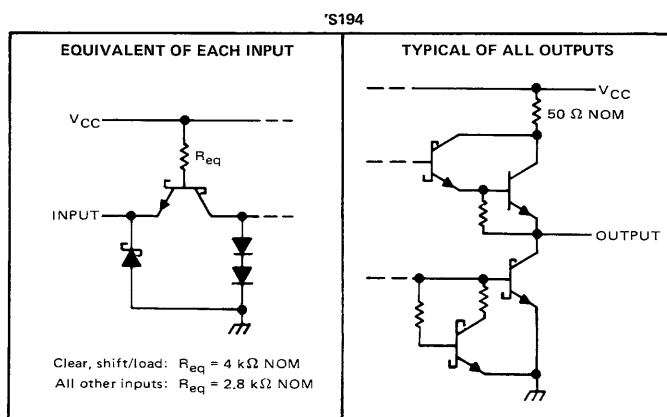 'S194
EQUIVALENT OF EACH INPUT
VCC
Req
INPUT
Clear, shift/load: Req = 4 kΩ NOM
All other inputs: Req = 2.8 kΩ NOM
TYPICAL OF ALL OUTPUTS
VCC
50 Ω NOM
OUTPUT